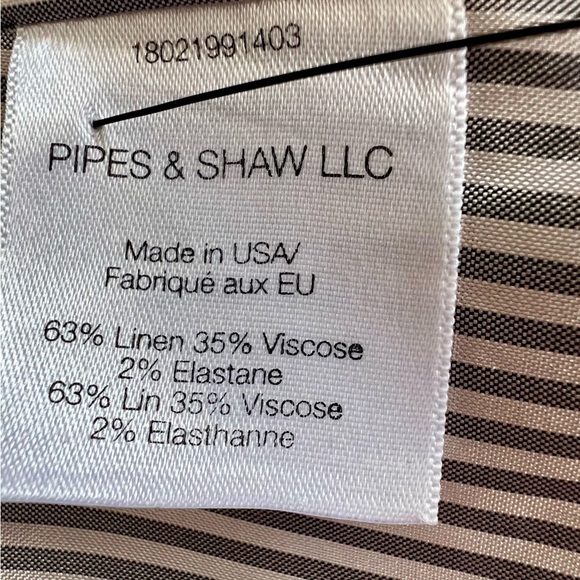 18021991403
PIPES & SHAW LLC
Made in USA/
Fabriqué aux EU
63% Linen 35% Viscose
2% Elastane
63% Lin 35% Viscose
2% Elasthanne